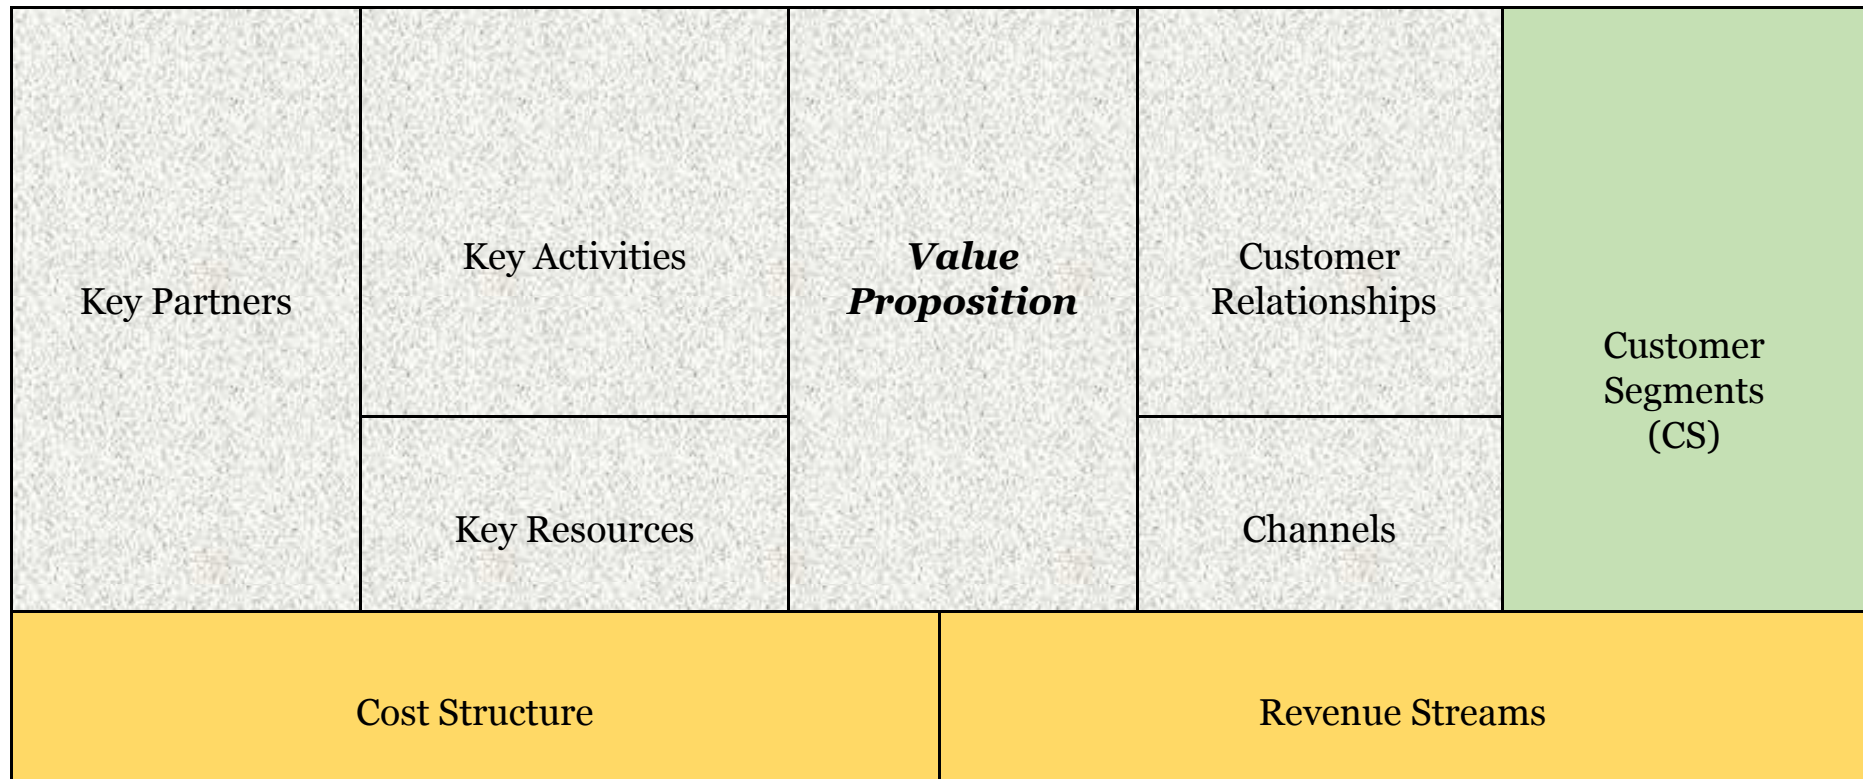 Key Partners
Key Activities
Key Resources
Value
Proposition
Customer
Relationships
Channels
Customer
Segments
(CS)
Cost Structure
Revenue Streams